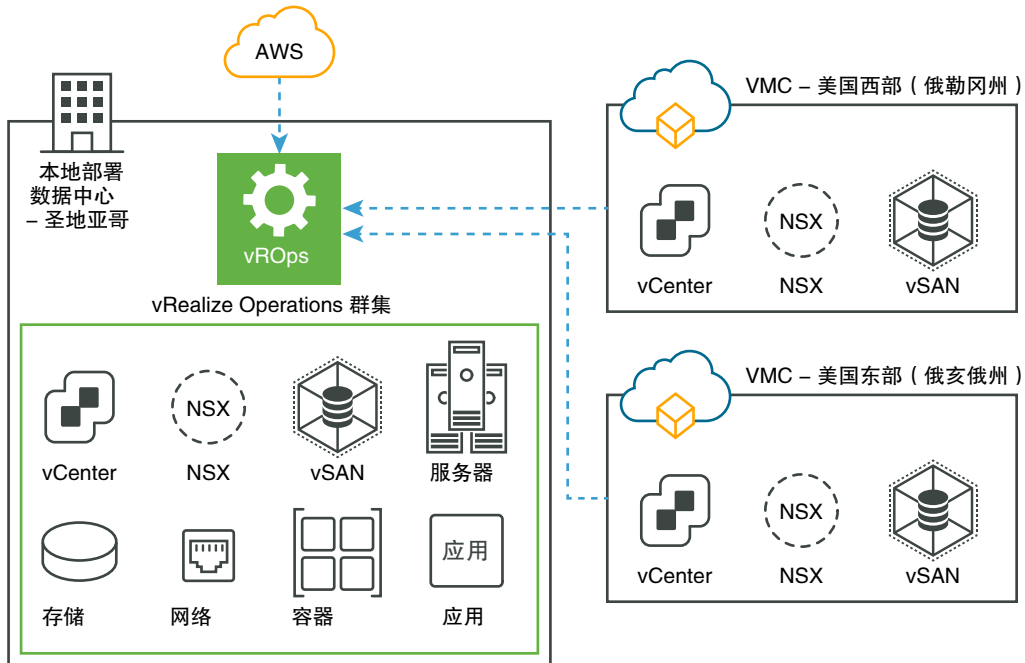 AWS
本地部署
数据中心
– 圣地亚哥
vROps
vRealize Operations 群集
vCenter
NSX
NSX
vSAN
服务器
存储
网络
容器
应用
应用
VMC – 美国西部（俄勒冈州）
vCenter
NSX
NSX
vSAN
VMC – 美国东部（俄亥俄州）
vCenter
NSX
NSX
vSAN